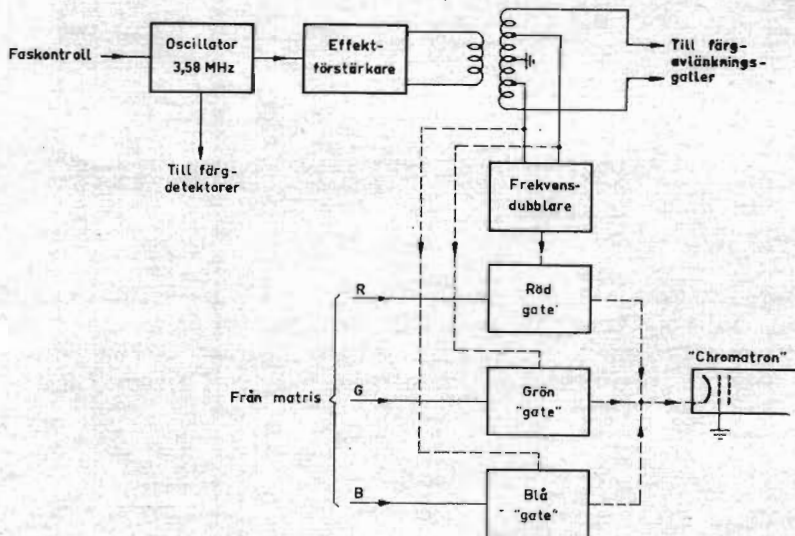 Faskontroll
Oscillator
3,58 MHz
Effekt-
förstärkare
Till färg-
avlänknings-
galler
Till färg-
detektorer
Frekvens-
dubblare
R
Röd
gate"
"Chromatron"
Från matris
G
Grön
"gate"
B
Blå
"gate"